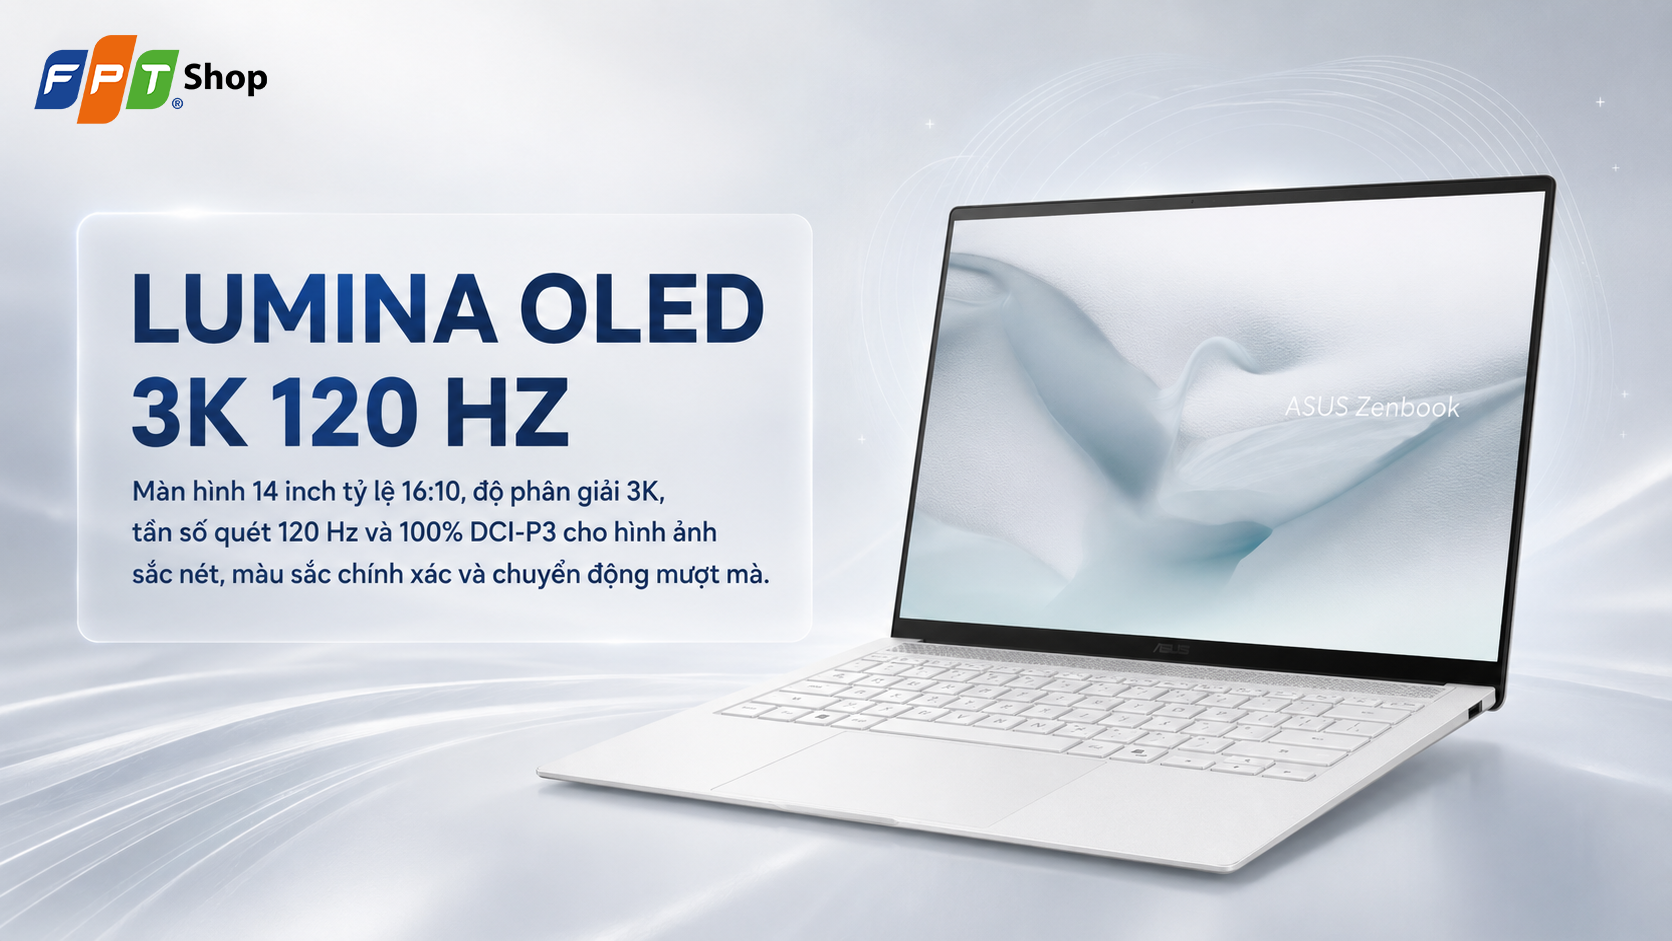 FPT Shop
LUMINA OLED
3K 120 HZ
Màn hình 14 inch tỷ lệ 16:10, độ phân giải 3K,
tần số quét 120 Hz và 100% DCI-P3 cho hình ảnh
sắc nét, màu sắc chính xác và chuyển động mượt mà.
ASUS Zenbook
ASUS